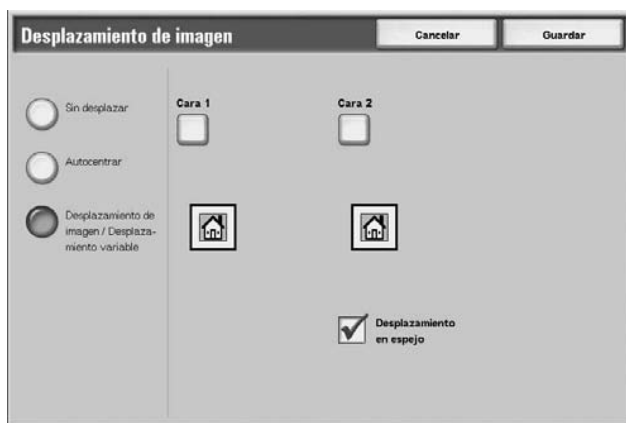 Desplazamiento de imagen
Cancelar
Guardar
Sin desplazar
Autocentrar
Desplazamiento de
imagen / Desplaza-
miento variable
Cara 1
Cara 2
Desplazamiento
en espejo